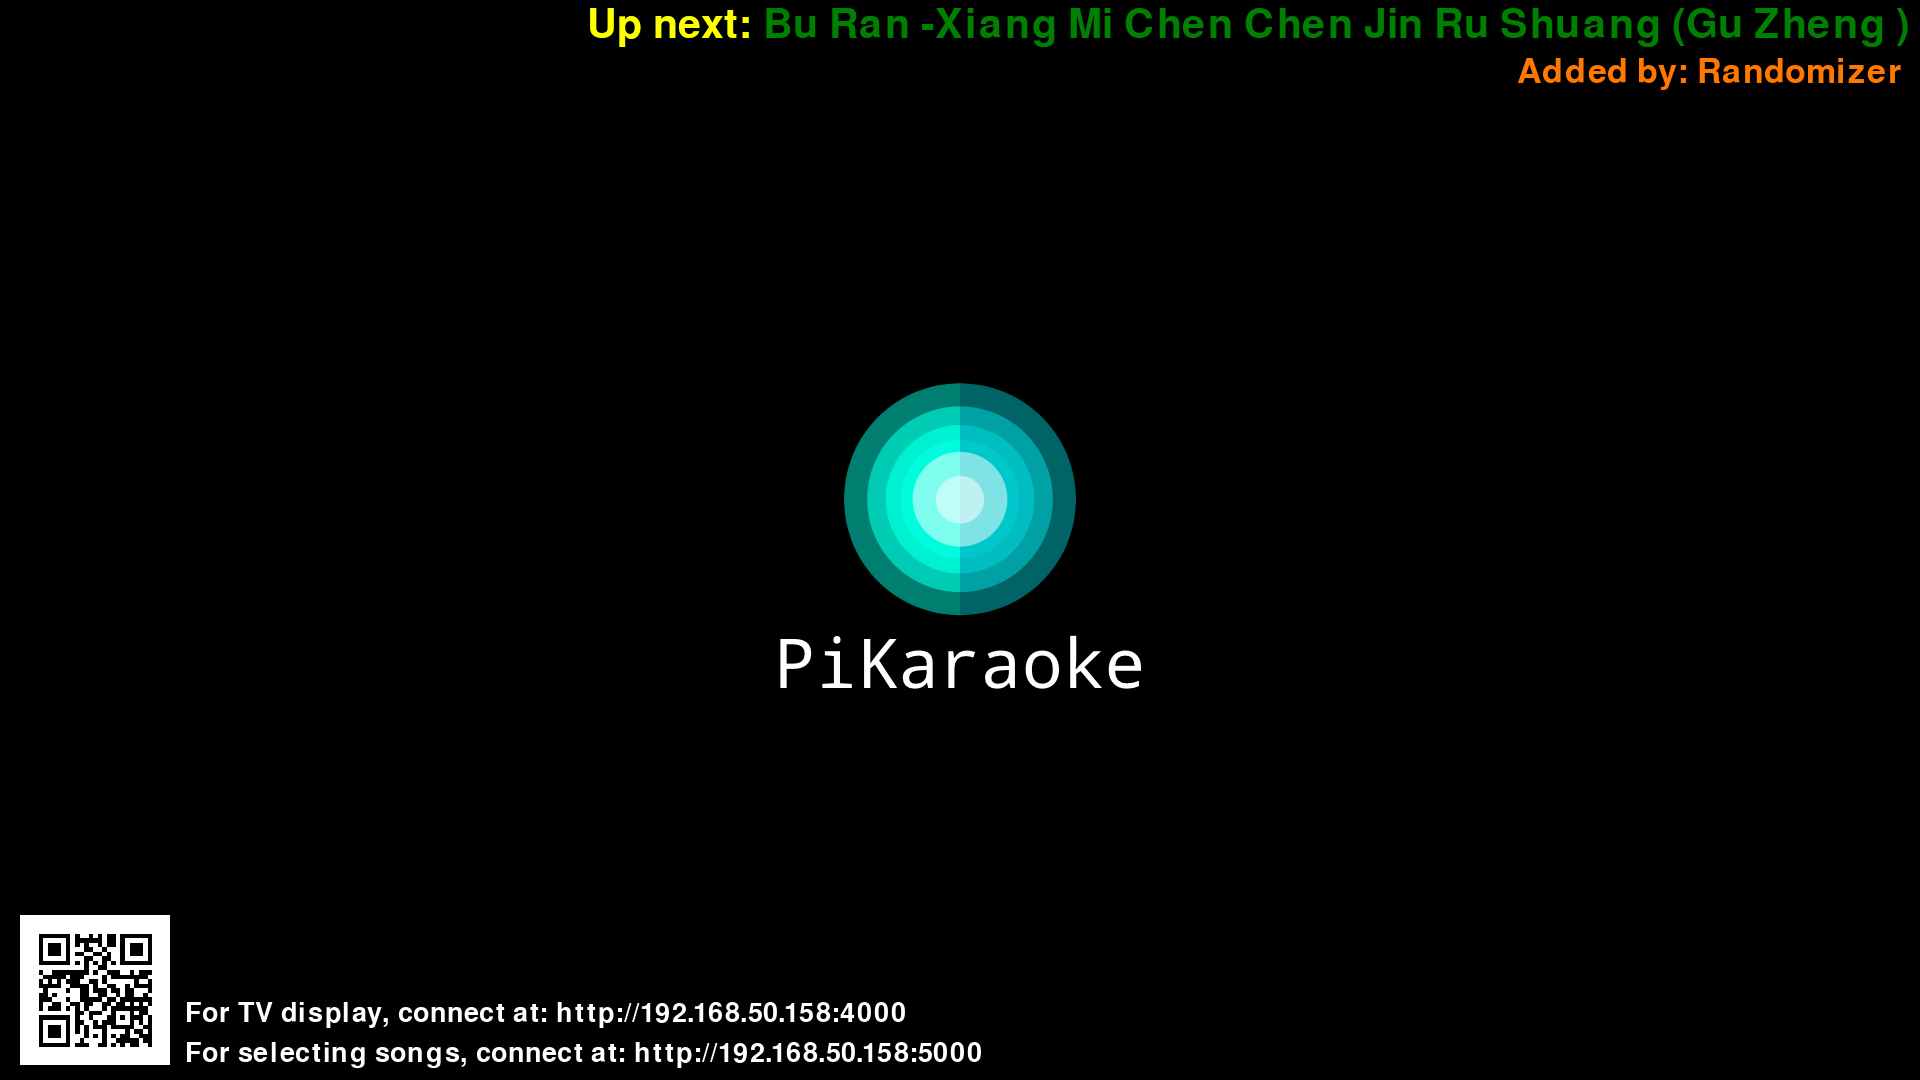 Up next: Bu Ran -Xiang Mi Chen Chen Jin Ru Shuang (Gu Zheng )
Added by: Randomizer
PiKaraoke
For TV display, connect at: http://192.168.50.158:4000
For selecting songs, connect at: http://192.168.50.158:5000